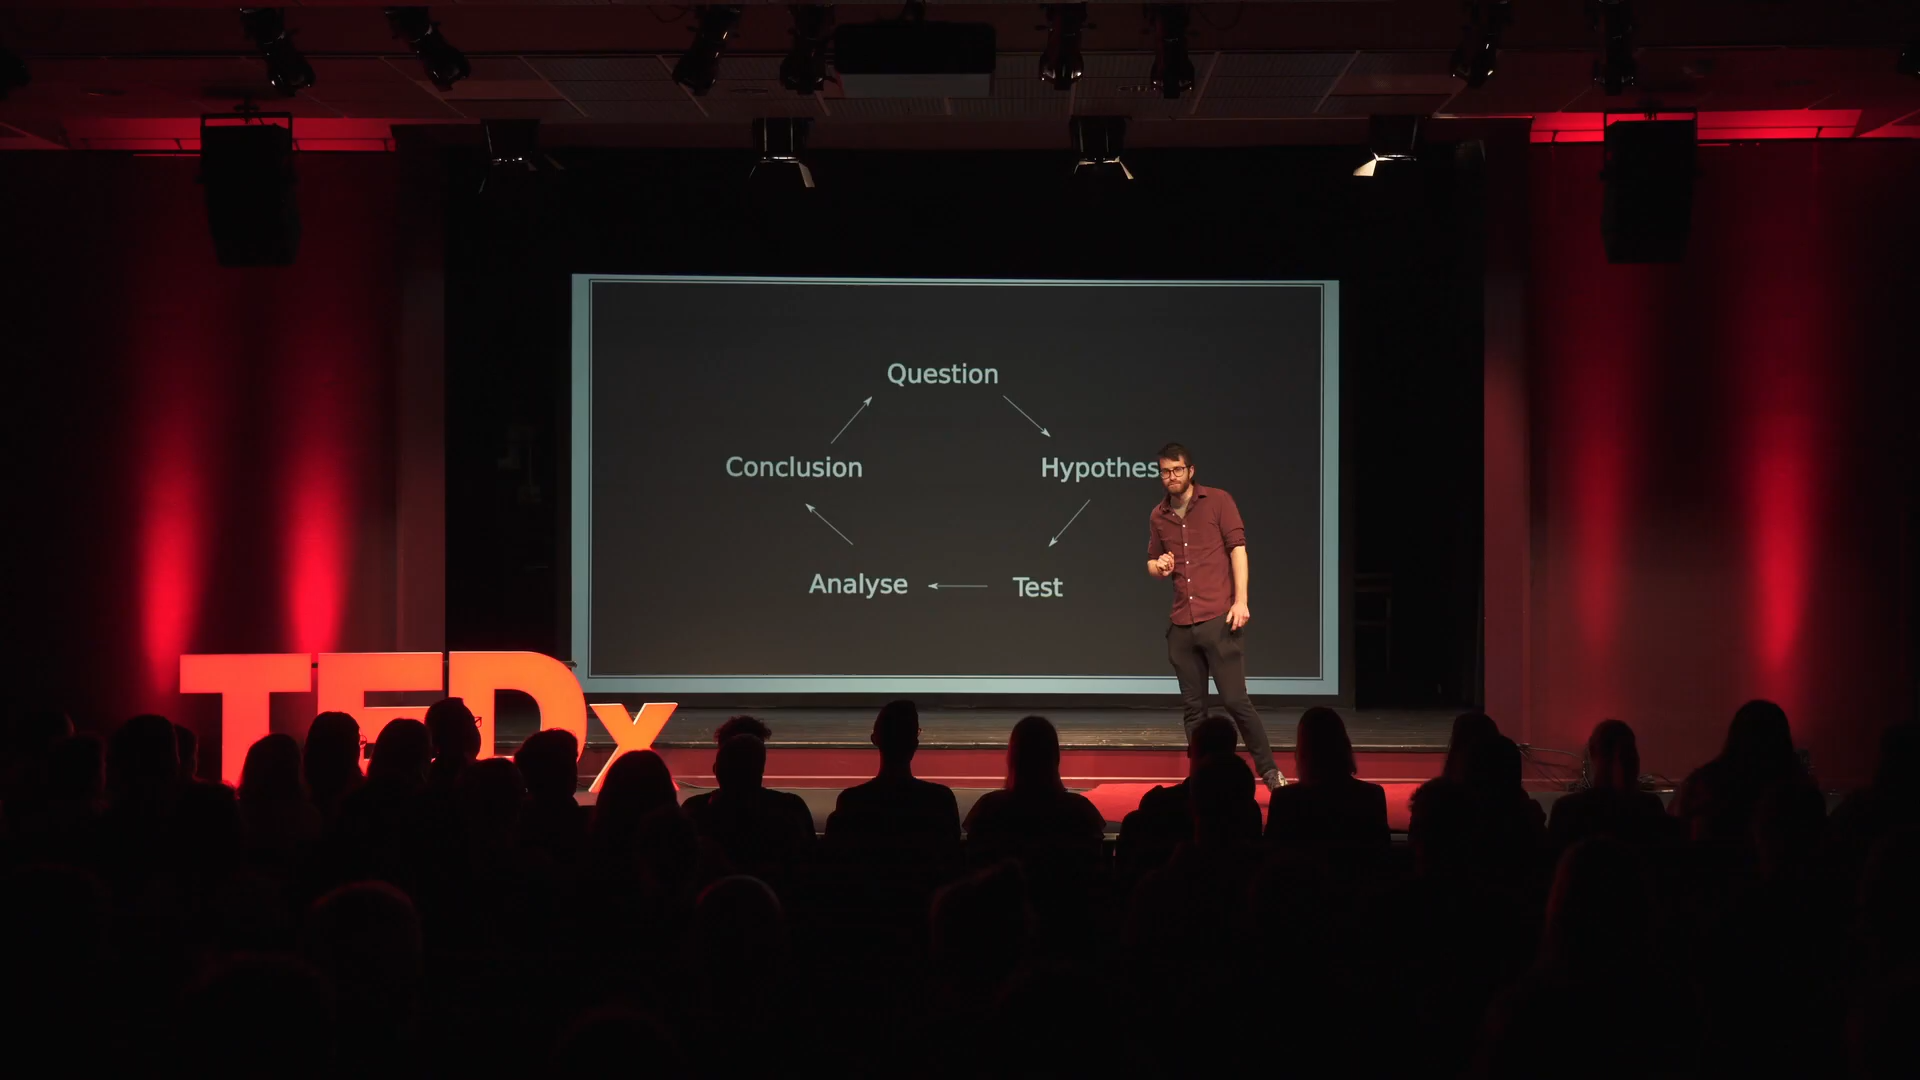 Question
Conclusion
Hypothes
Analyse
Test
TEDx